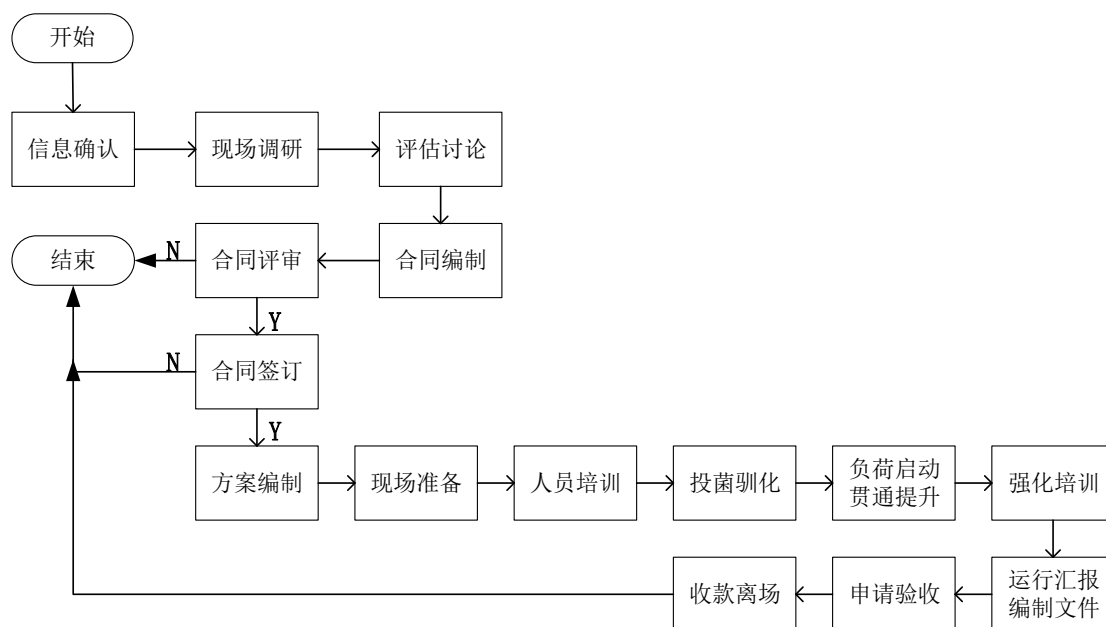 开始
信息确认
现场调研
评估讨论
结束
N
合同评审
合同编制
Y
N
合同签订
Y
方案编制
现场准备
人员培训
投菌驯化
负荷启动
贯通提升
强化培训
收款离场
申请验收
运行汇报
编制文件